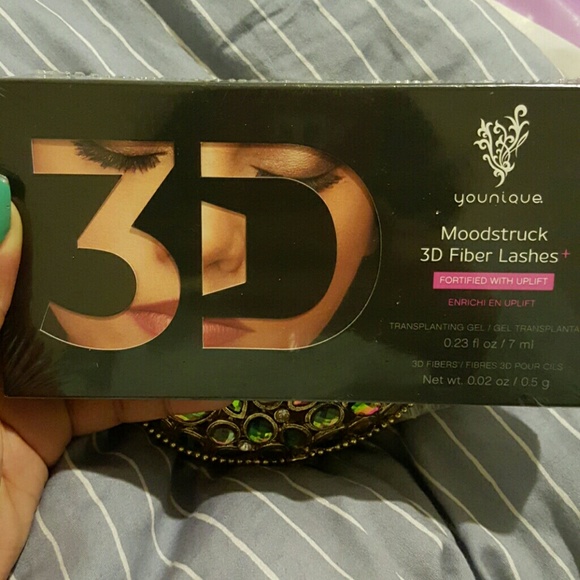 3D
younique
Moodstruck
3D Fiber Lashes+
FORTIFIED WITH UPLIFT
ENRICHI EN UPLIFT
TRANSPLANTING GEL / GEL TRANSPLANTA
0.23 fl oz / 7 ml
3D FIBERS / FIBRES 3D POUR CILS
Net wt. 0.02 oz / 0.5 g